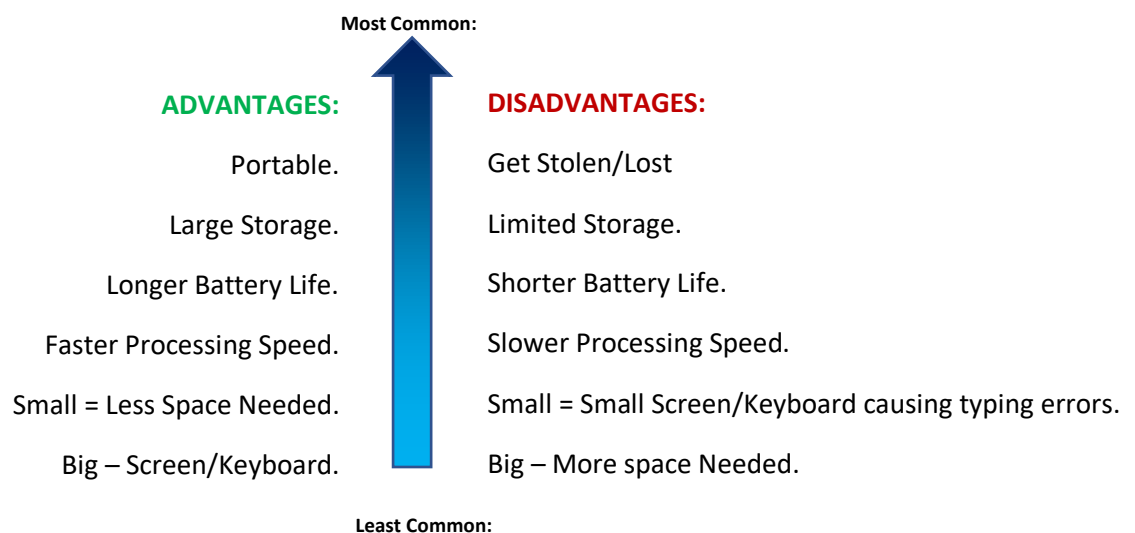 Most Common:
ADVANTAGES:
DISADVANTAGES:
Portable.
Get Stolen/Lost
Large Storage.
Limited Storage.
Longer Battery Life.
Shorter Battery Life.
Faster Processing Speed.
Slower Processing Speed.
Small = Less Space Needed.
Small = Small Screen/Keyboard causing typing errors.
Big – Screen/Keyboard.
Big – More space Needed.
Least Common: